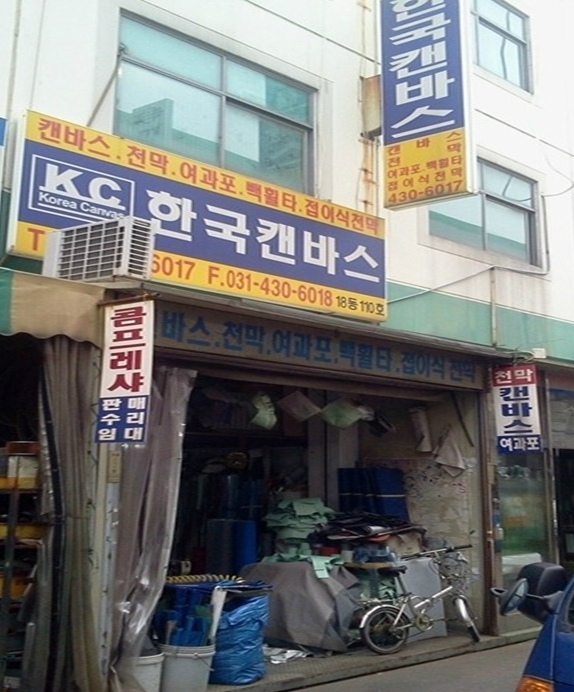 한국캔바스
캔 바 스
천 막
여과포.빽휠타
접이식천막
430-6017
캔바스.천막.여과포.빽휠타.접이식천막
KC
Korea Canvas
한국캔바스
T
6017 F.031-430-6018 18동110호
바스.천막.여과포.빽휠타.접이식 천막
콤프레샤
판매
수리
임대
천막
캔바스
여과포